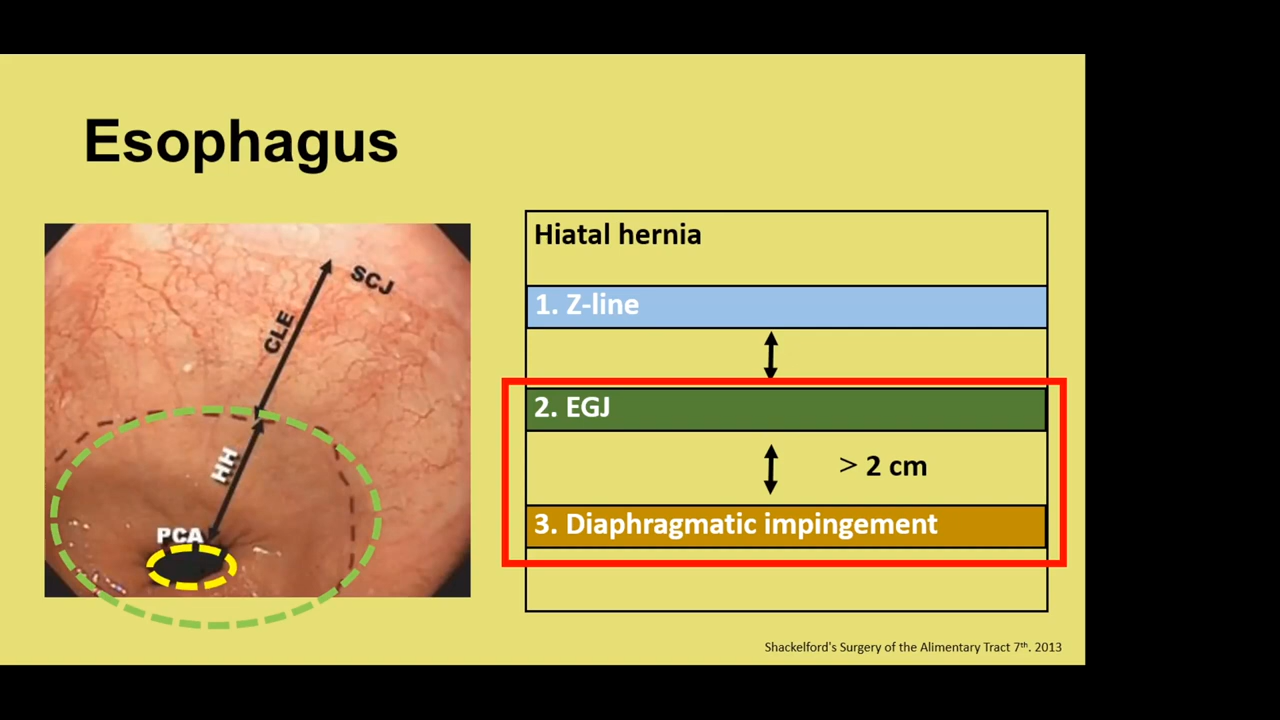 Esophagus
SCJ
CLE
HH
PCA
Hiatal hernia
1. Z-line
2. EGJ
> 2 cm
3. Diaphragmatic impingement
Shackelford's Surgery of the Alimentary Tract 7th. 2013